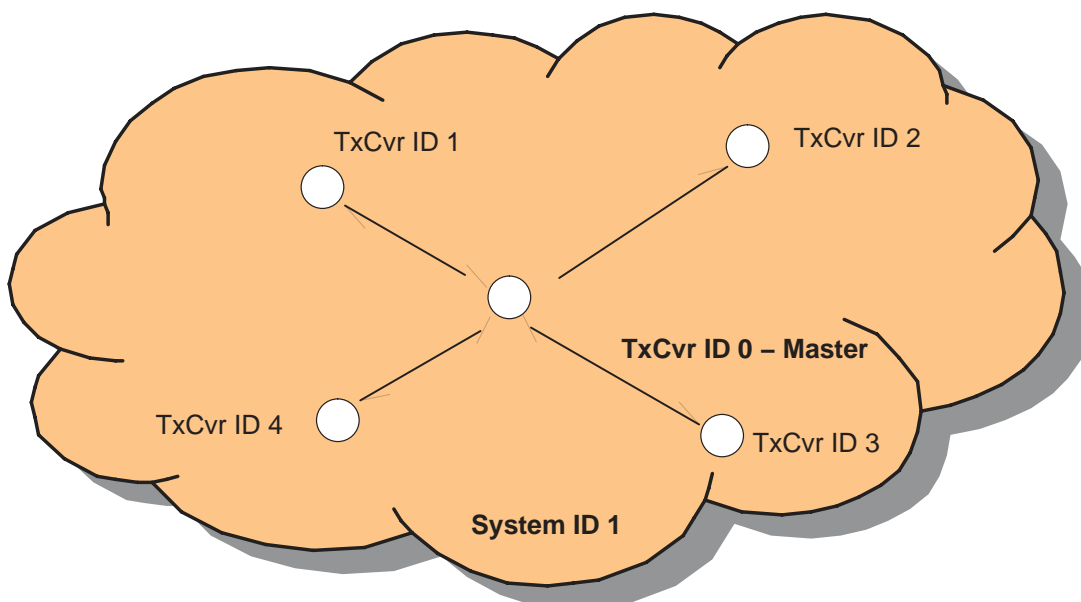 TxCvr ID 1
TxCvr ID 2
TxCvr ID 0 – Master
TxCvr ID 4
TxCvr ID 3
System ID 1